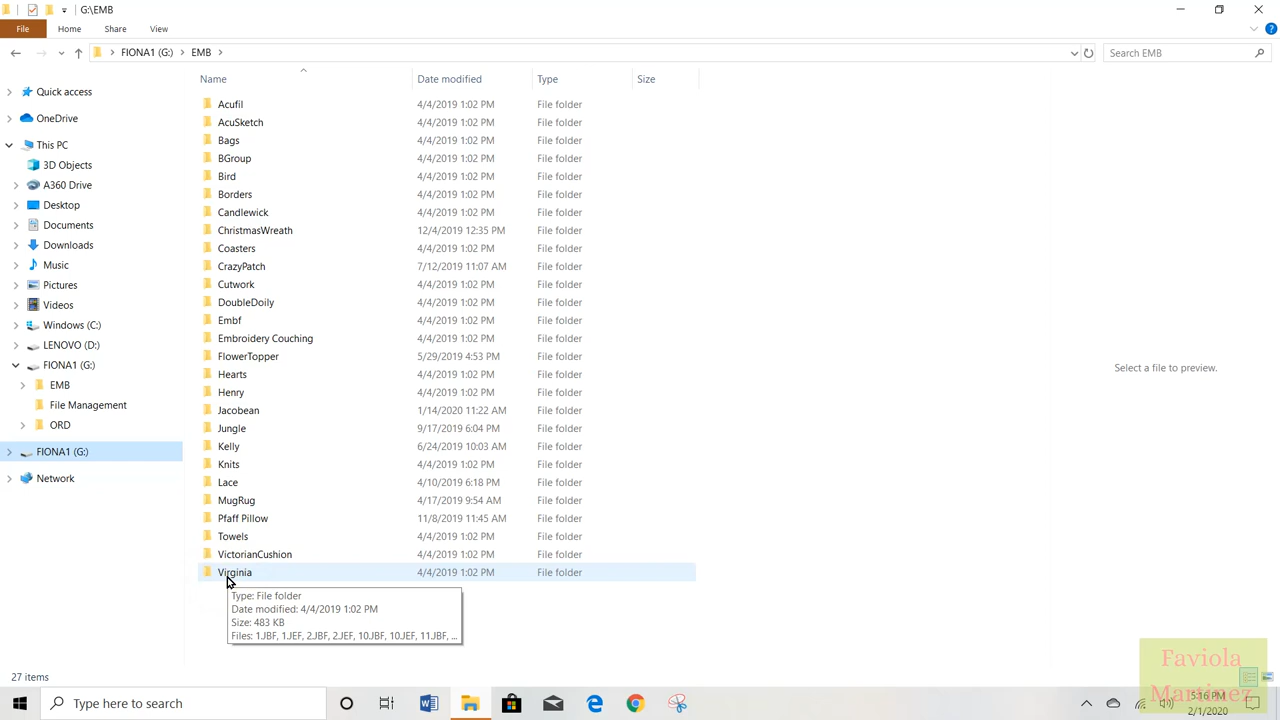 G:\EMB
File Home Share View
FIONA1 (G:) EMB Search EMB
Name Date modified Type Size
Quick access
OneDrive
This PC
3D Objects
A360 Drive
Desktop
Documents
Downloads
Music
Pictures
Videos
Windows (C:)
LENOVO (D:)
FIONA1 (G:)
EMB
File Management
ORD
FIONA1 (G:)
Network
Acufil 4/4/2019 1:02 PM File folder
AcuSketch 4/4/2019 1:02 PM File folder
Bags 4/4/2019 1:02 PM File folder
BGroup 4/4/2019 1:02 PM File folder
Bird 4/4/2019 1:02 PM File folder
Borders 4/4/2019 1:02 PM File folder
Candlewick 4/4/2019 1:02 PM File folder
ChristmasWreath 12/4/2019 12:35 PM File folder
Coasters 4/4/2019 1:02 PM File folder
CrazyPatch 7/12/2019 11:07 AM File folder
Cutwork 4/4/2019 1:02 PM File folder
DoubleDoily 4/4/2019 1:02 PM File folder
Embf 4/4/2019 1:02 PM File folder
Embroidery Couching 4/4/2019 1:02 PM File folder
FlowerTopper 5/29/2019 4:53 PM File folder
Hearts 4/4/2019 1:02 PM File folder
Henry 4/4/2019 1:02 PM File folder
Jacobean 1/14/2020 11:22 AM File folder
Jungle 9/17/2019 6:04 PM File folder
Kelly 6/24/2019 10:03 AM File folder
Knits 4/4/2019 1:02 PM File folder
Lace 4/10/2019 6:18 PM File folder
MugRug 4/17/2019 9:54 AM File folder
Pfaff Pillow 11/8/2019 11:45 AM File folder
Towels 4/4/2019 1:02 PM File folder
VictorianCushion 4/4/2019 1:02 PM File folder
Virginia 4/4/2019 1:02 PM File folder
Type: File folder
Date modified: 4/4/2019 1:02 PM
Size: 483 KB
Files: 1.JBF, 1.JEF, 2.JBF, 2.JEF, 10.JBF, 10.JEF, 11.JBF, ...
Select a file to preview.
27 items
Faviola
Martinez
Type here to search
5:16 PM
2/1/2020